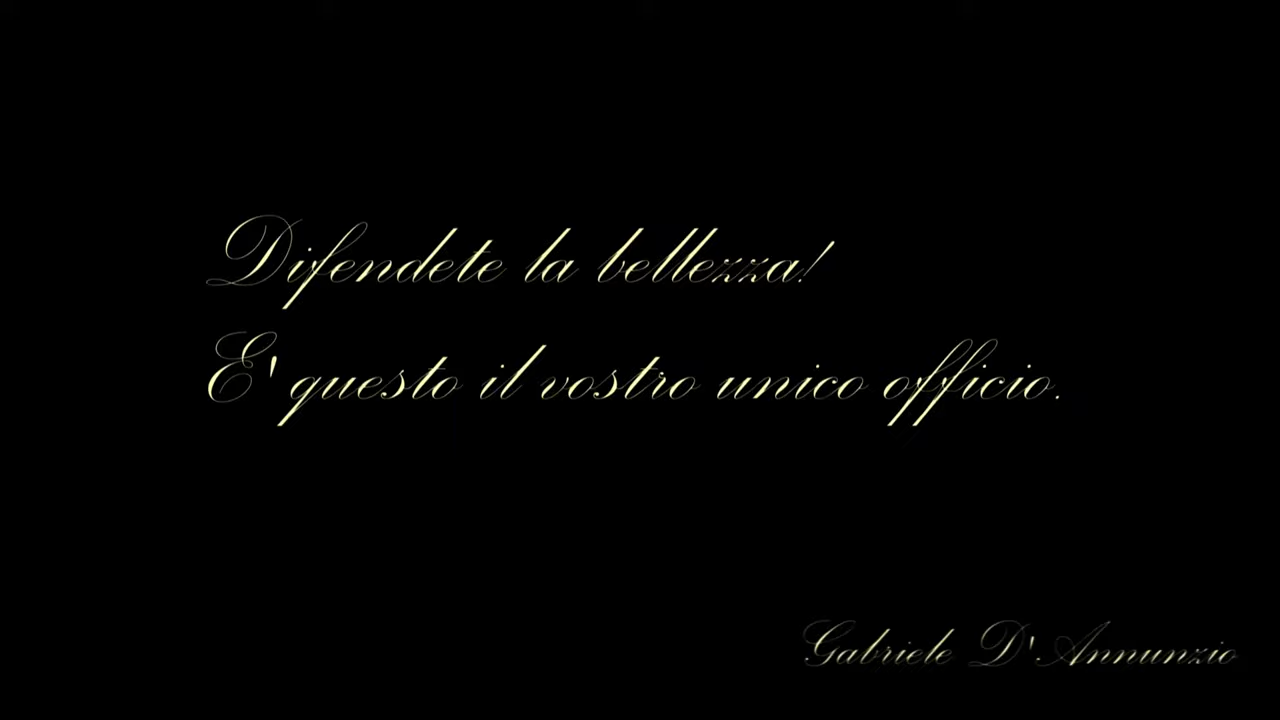 Difendete la bellezza!
E' questo il vostro unico officio.
Gabriele D'Annunzio